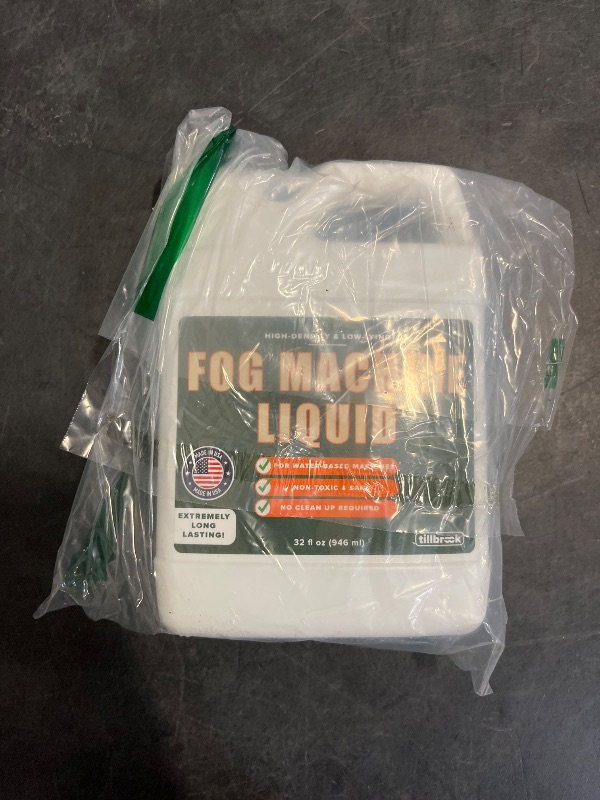 HIGH-DENSITY & LOW-LYING
FOG MACHINE
LIQUID
MADE IN USA
MADE IN USA
FOR WATER-BASED MACHINES
NON-TOXIC & SAFE
NO CLEAN UP REQUIRED
EXTREMELY
LONG
LASTING!
32 fl oz (946 ml)
tillbrook